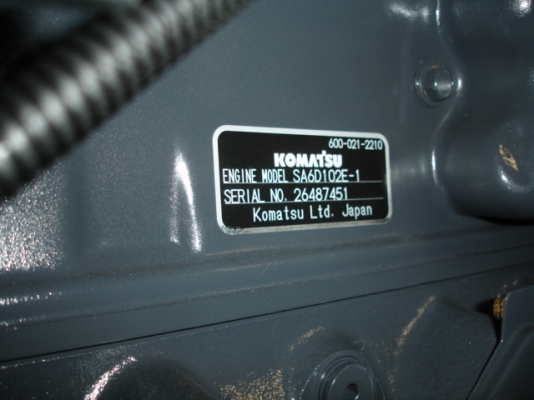 600-021-2210
KOMATSU
ENGINE MODEL SA6D102E-1
SERIAL NO. 26487451
Komatsu Ltd. Japan